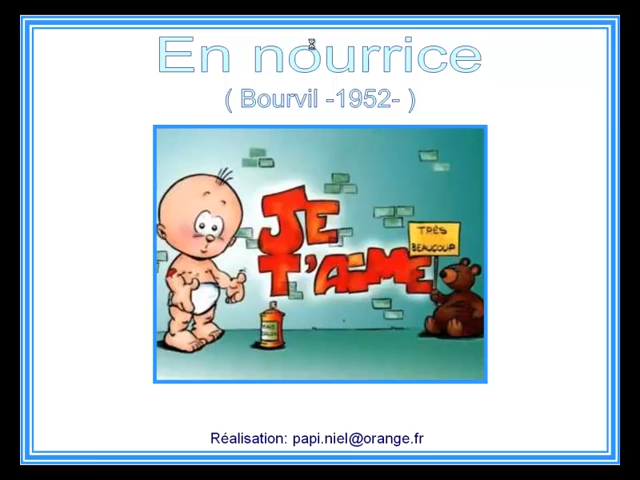 En nourrice
( Bourvil -1952- )
JE
T'AIME
TRÈS
BEAUCOUP
Réalisation: papi.niel@orange.fr